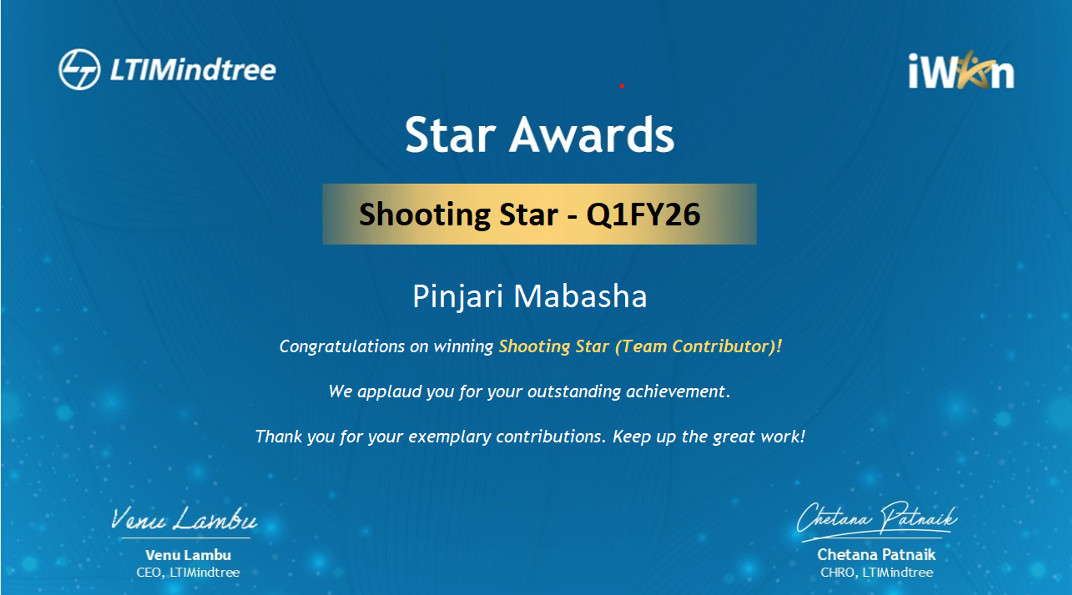 LTIMindtree
iWin
Star Awards
Shooting Star - Q1FY26
Pinjari Mabasha
Congratulations on winning Shooting Star (Team Contributor)!
We applaud you for your outstanding achievement.
Thank you for your exemplary contributions. Keep up the great work!
Venu Lambu
Venu Lambu
CEO, LTIMindtree
Chetana Patnaik
Chetana Patnaik
CHRO, LTIMindtree